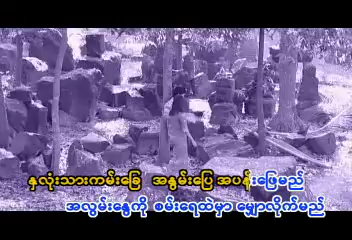 နှလုံးသားကမ်းခြေ အနွမ်းပြေ အပန်းဖြေမည်
အလွမ်းငွေ့ကို စမ်းရေထဲမှာ မျှောလိုက်မည်